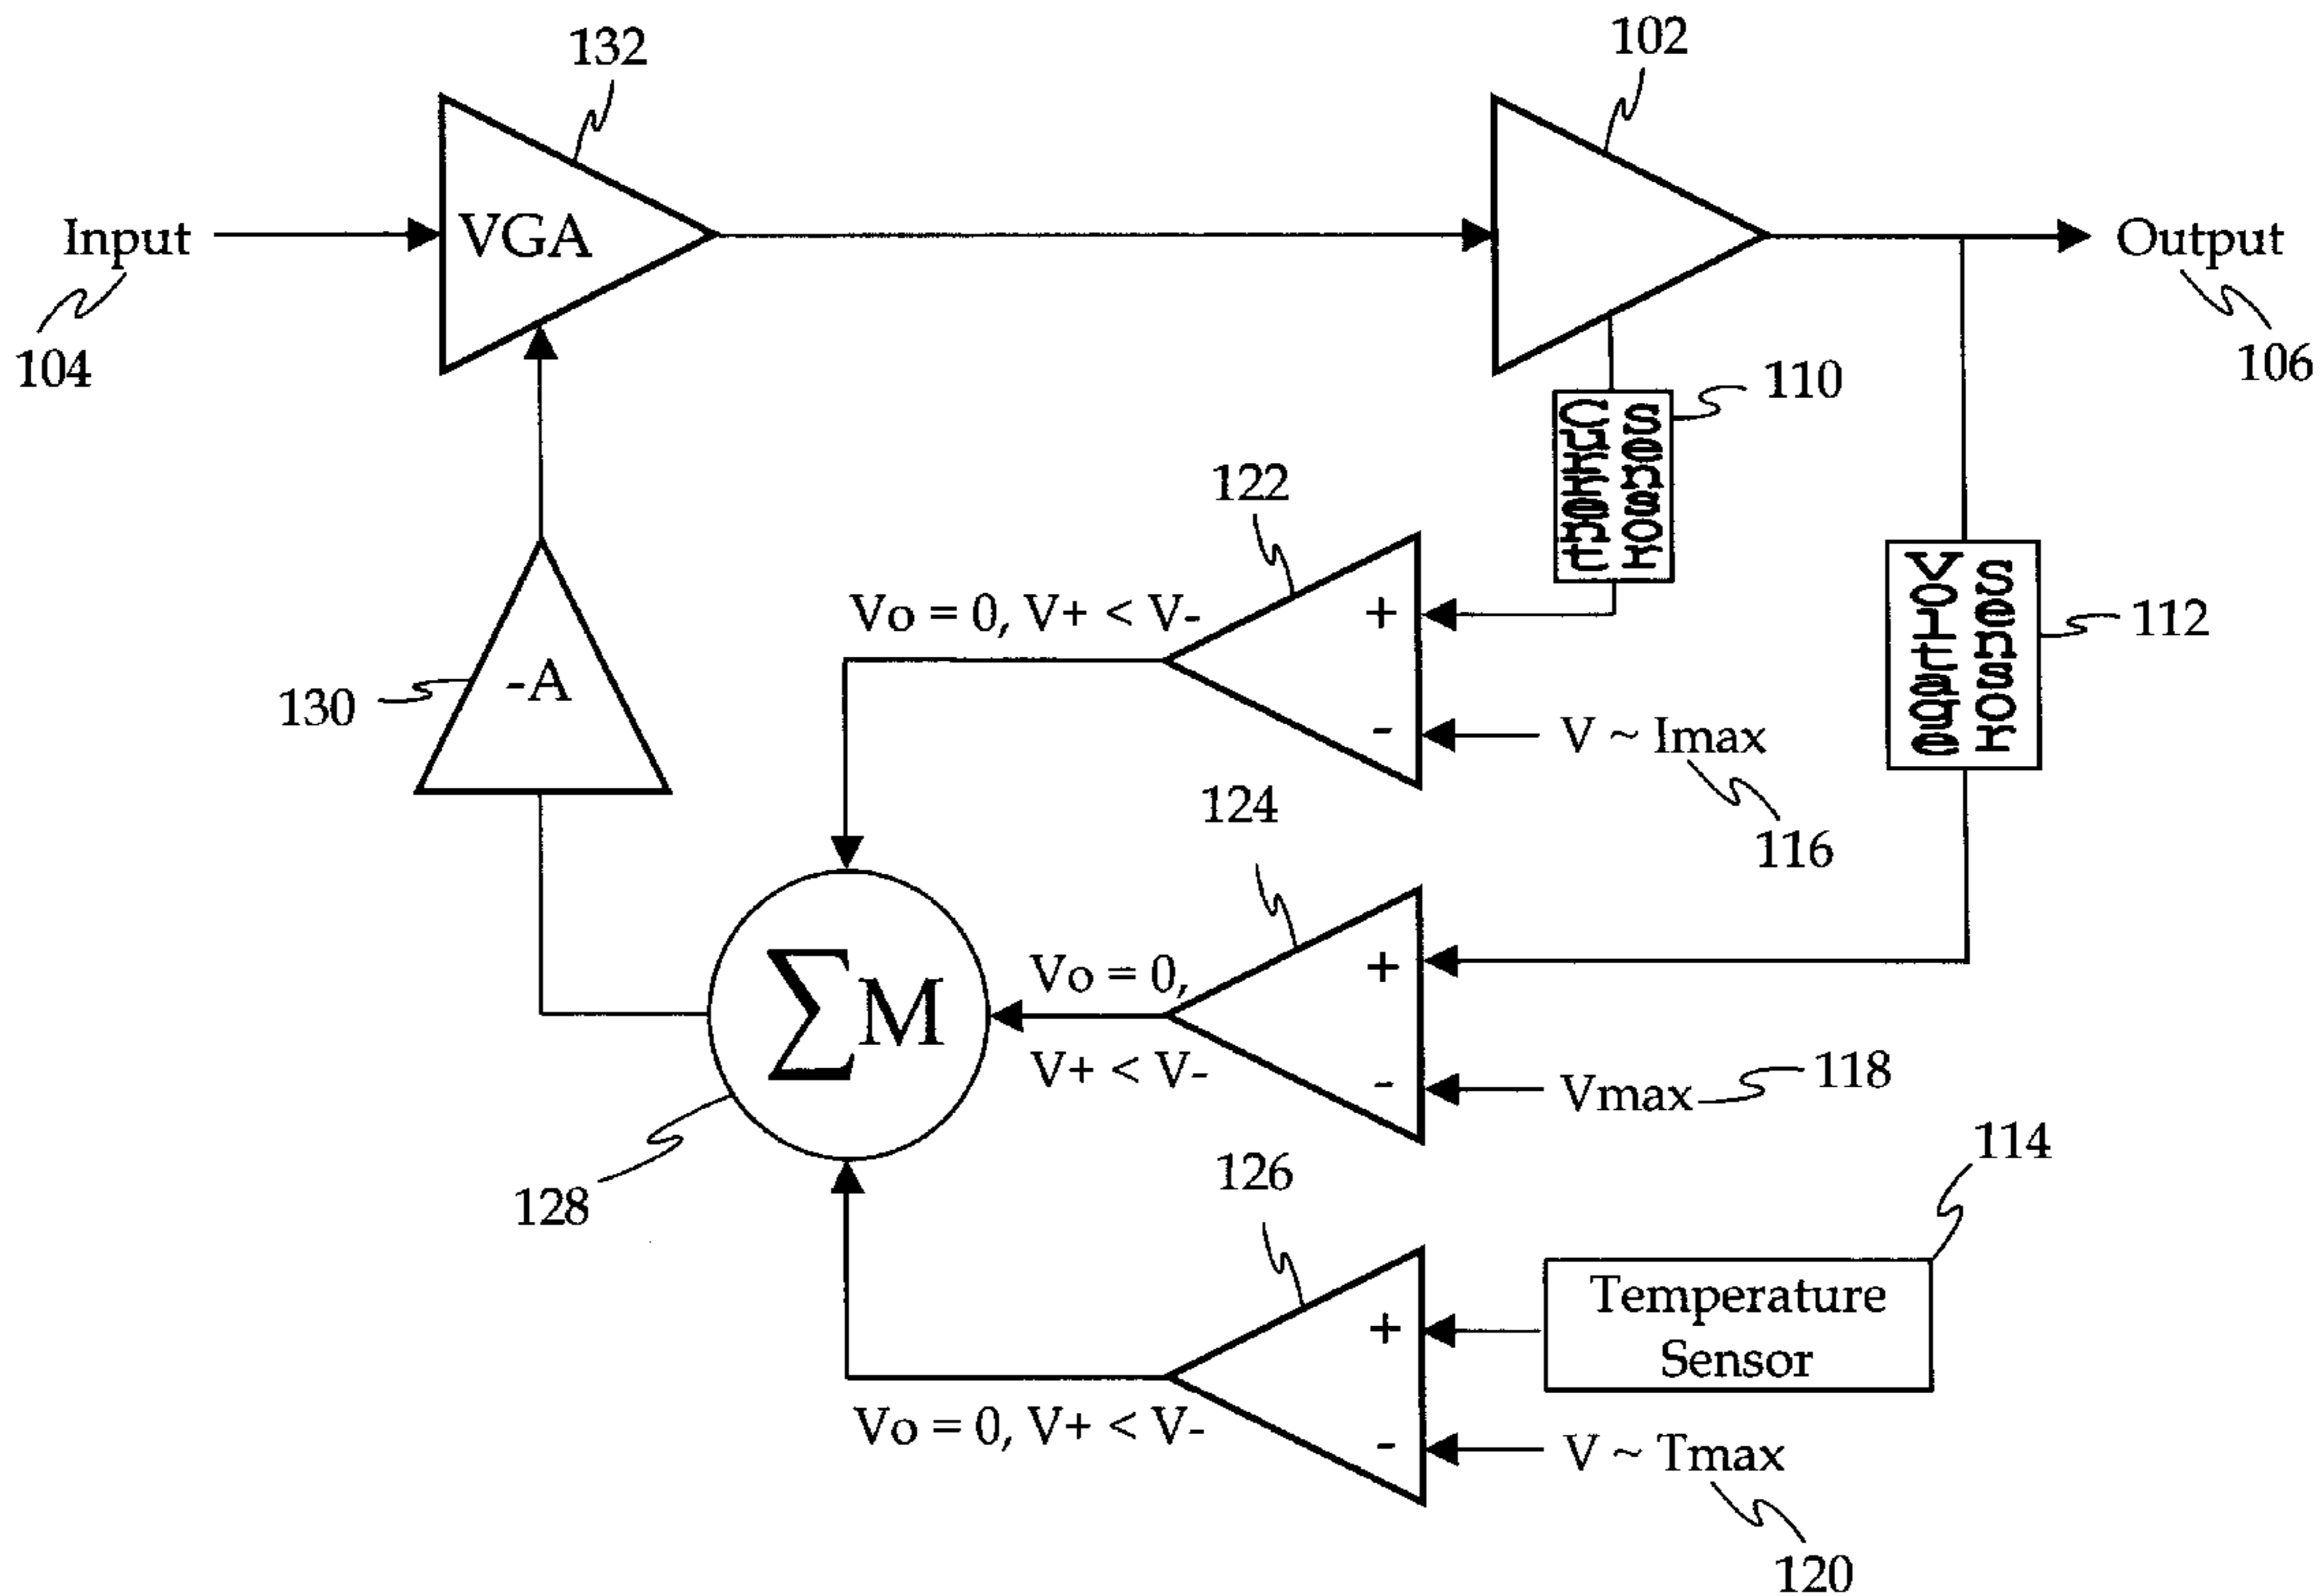 132
102
Input
VGA
Output
104
106
110
Current
Sensor
122
Vo = 0, V+ < V-
+
Voltage
Sensor
112
-A
130
-
V ~ Imax
124
116
ΣM
Vo = 0,
V+ < V-
+
-
Vmax
118
114
126
128
Temperature
Sensor
+
Vo = 0, V+ < V-
-
V ~ Tmax
120